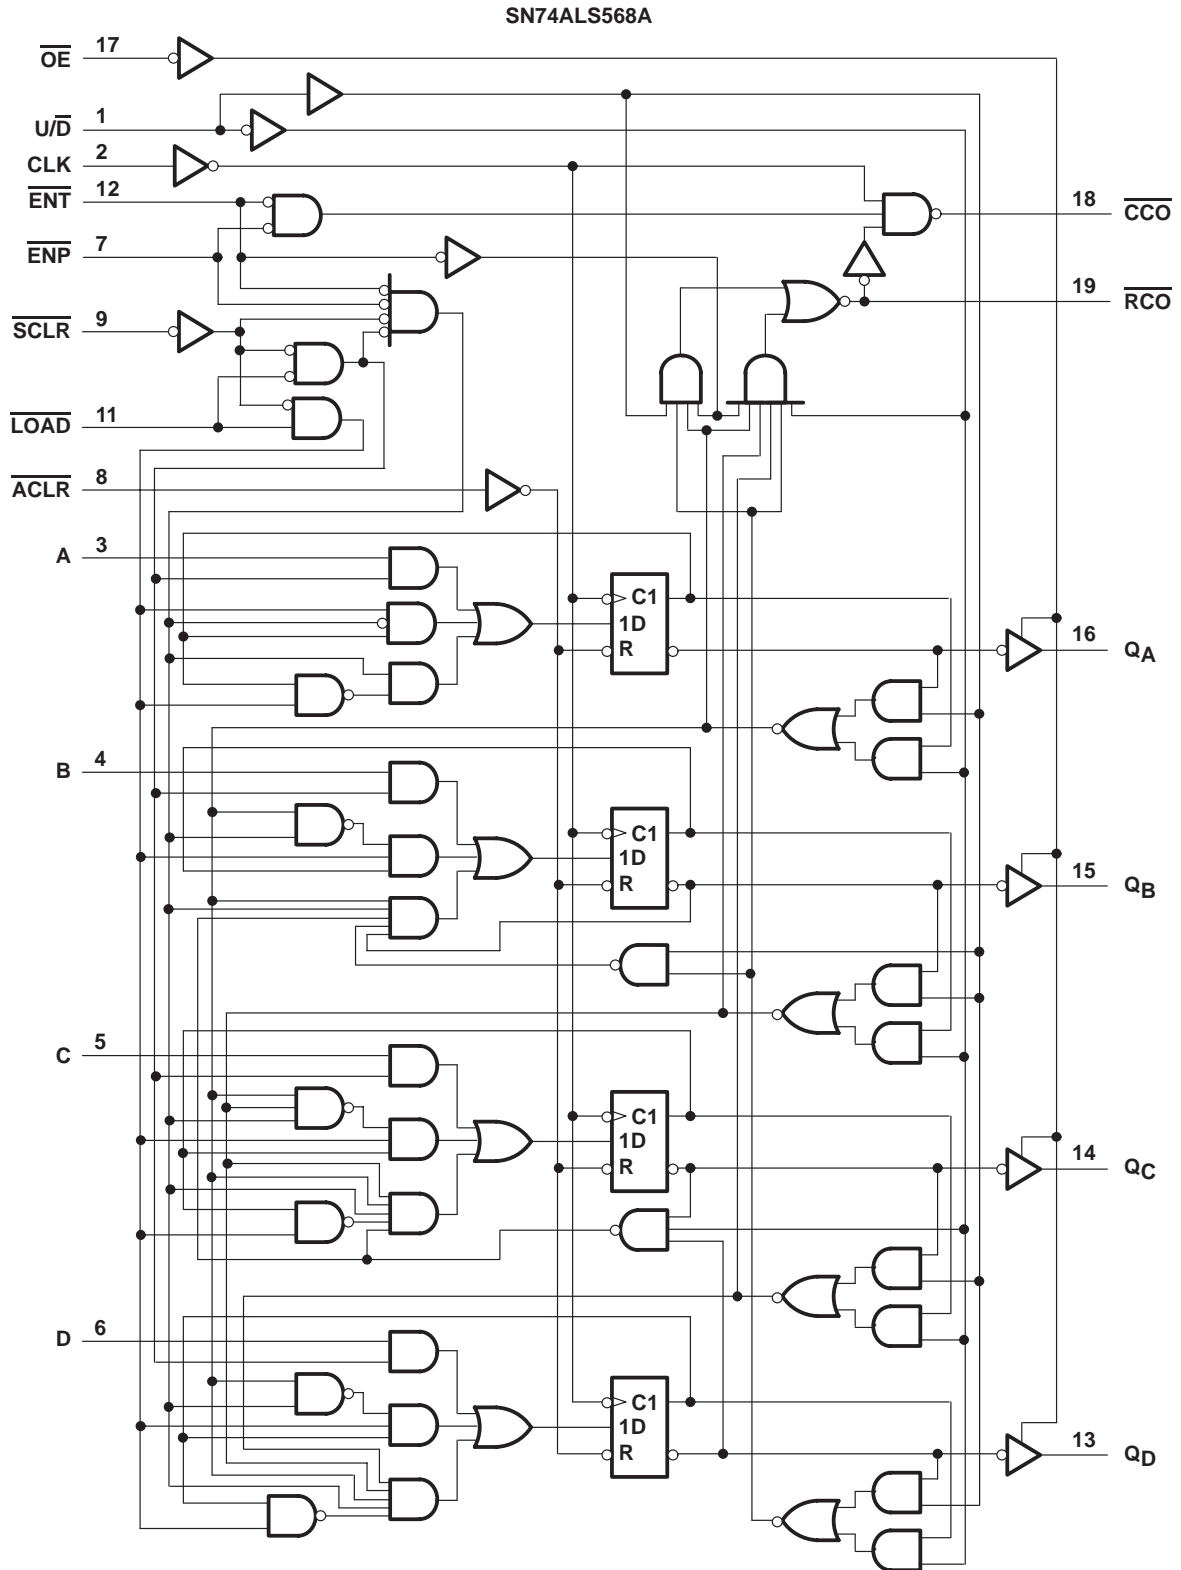 SN74ALS568A
OE 17
U/D 1
CLK 2
ENT 12
ENP 7
SCLR 9
LOAD 11
ACLR 8
18 CCO
19 RCO
A 3
C1
1D
R
16 QA
B 4
C1
1D
R
15 QB
C 5
C1
1D
R
14 QC
D 6
C1
1D
R
13 QD